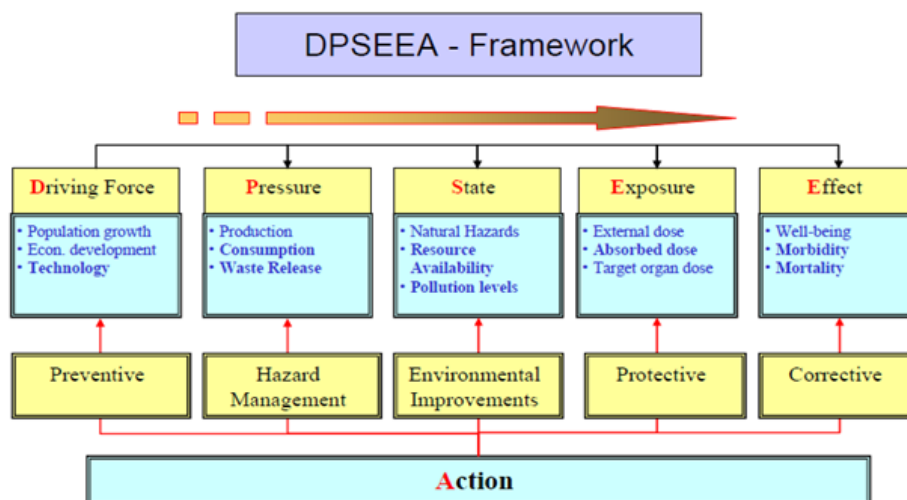 DPSEEA - Framework
Driving Force
Pressure
State
Exposure
Effect
• Population growth
• Econ. development
• Technology
• Production
• Consumption
• Waste Release
• Natural Hazards
• Resource
Availability
• Pollution levels
• External dose
• Absorbed dose
• Target organ dose
• Well-being
• Morbidity
• Mortality
Preventive
Hazard
Management
Environmental
Improvements
Protective
Corrective
Action